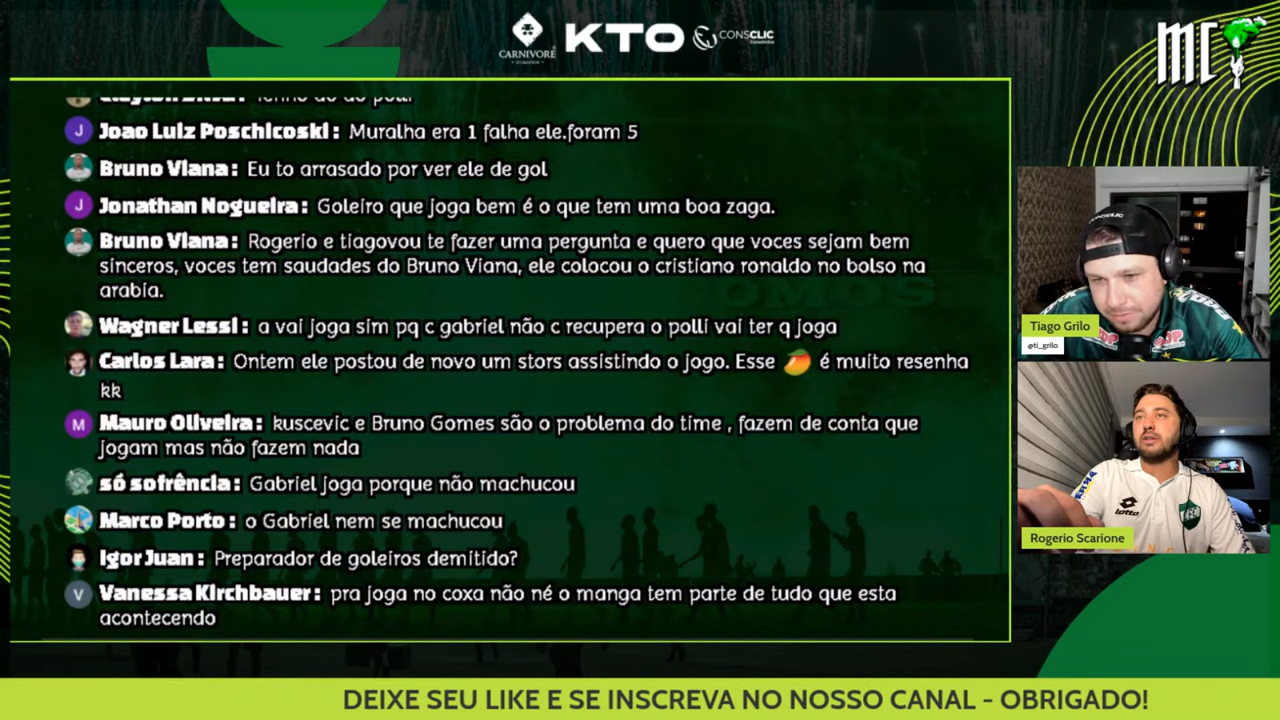 CARNIVORE
KTO
CONSCLIC
MC
Joao Luiz Poschicoski: Muralha era 1 falha ele.foram 5
Bruno Viana: Eu to arrasado por ver ele de gol
Jonathan Nogueira: Goleiro que joga bem é o que tem uma boa zaga.
Bruno Viana: Rogerio e tiagovou te fazer uma pergunta e quero que voces sejam bem
sinceros, voces tem saudades do Bruno Viana, ele colocou o cristiano ronaldo no bolso na
arabia.
Wagner Lessi: a vai joga sim pq c gabriel não c recupera o polli vai ter q joga
Carlos Lara: Ontem ele postou de novo um stors assistindo o jogo. Esse 🥭 é muito resenha
kk
Mauro Oliveira: kuscevic e Bruno Gomes são o problema do time , fazem de conta que
jogam mas não fazem nada
só sofrência: Gabriel joga porque não machucou
Marco Porto: o Gabriel nem se machucou
Igor Juan: Preparador de goleiros demitido?
Vanessa Kirchbauer: pra joga no coxa não né o manga tem parte de tudo que esta
acontecendo
CONSCLIC
Tiago Grilo
@ti_grilo
lotto
Rogerio Scarione
DEIXE SEU LIKE E SE INSCREVA NO NOSSO CANAL - OBRIGADO!